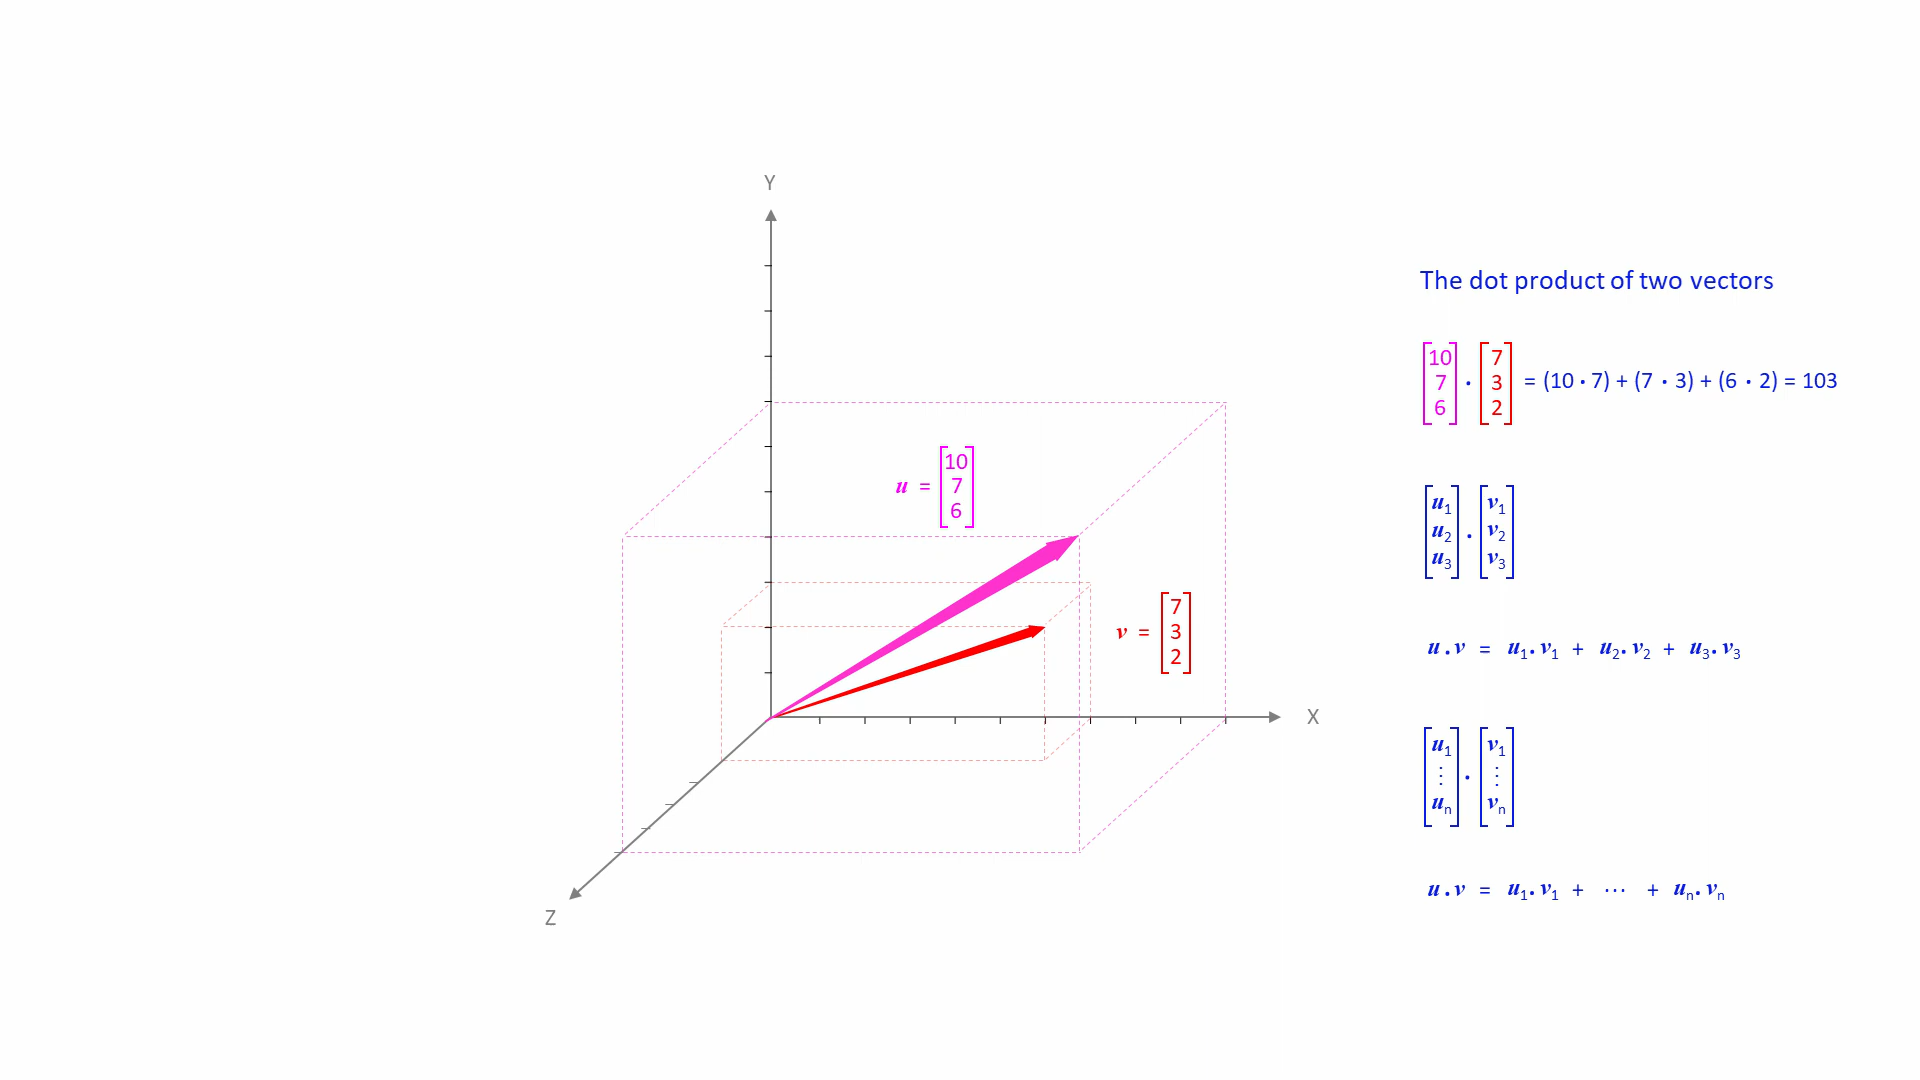 The dot product of two vectors
Y
[10 7 6] · [7 3 2] = (10 · 7) + (7 · 3) + (6 · 2) = 103
u = [10 7 6]
[u₁ u₂ u₃] · [v₁ v₂ v₃]
v = [7 3 2]
u . v = u₁. v₁ + u₂. v₂ + u₃. v₃
X
[u₁ ⋮ uₙ] · [v₁ ⋮ vₙ]
u . v = u₁. v₁ + ⋯ + uₙ. vₙ
Z